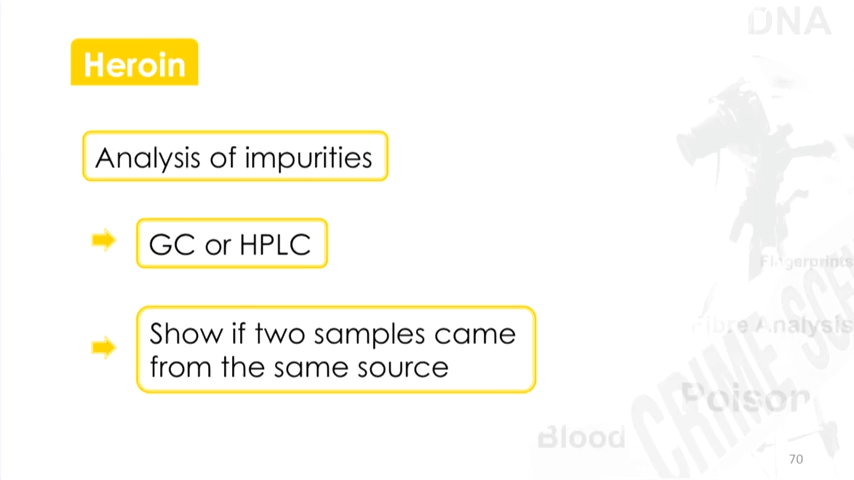 DNA
Heroin
Analysis of impurities
GC or HPLC
Fingerprints
Show if two samples came
from the same source
Fibre Analysis
Poison
CRIME SCE
Blood
70